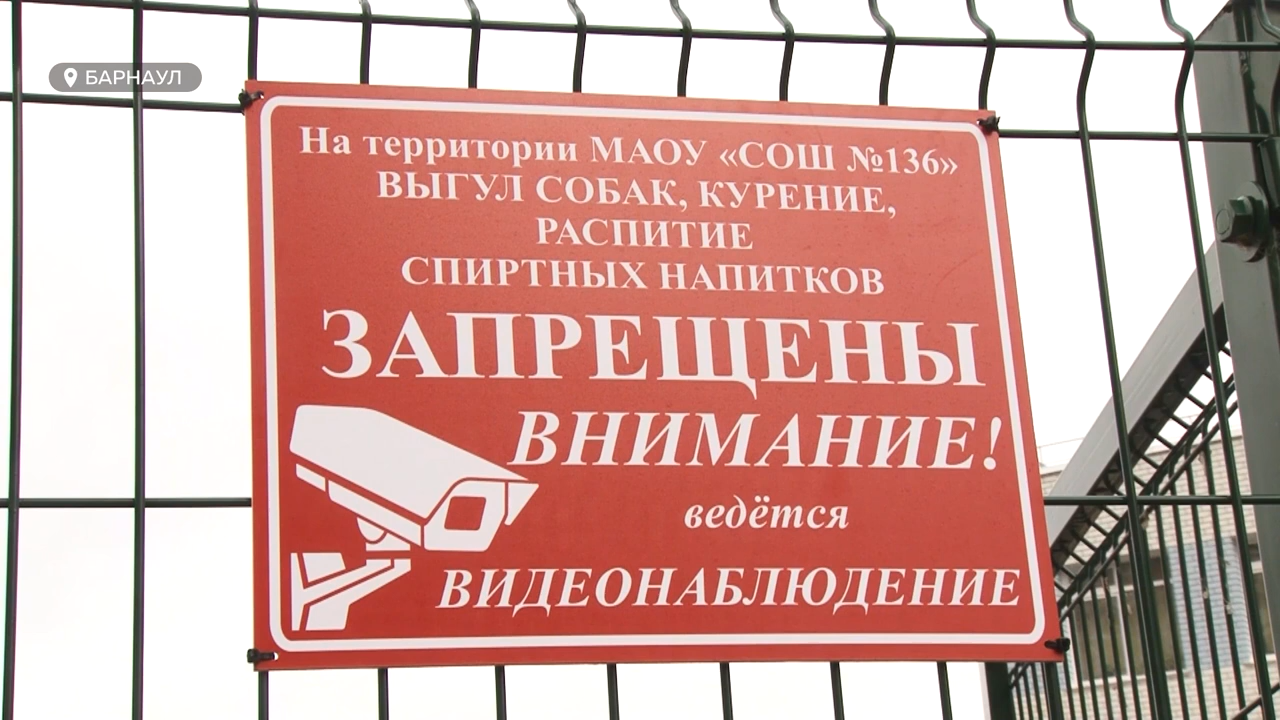 БАРНАУЛ
На территории МАОУ «СОШ №136»
ВЫГУЛ СОБАК, КУРЕНИЕ,
РАСПИТИЕ
СПИРТНЫХ НАПИТКОВ
ЗАПРЕЩЕНЫ
ВНИМАНИЕ!
ведётся
ВИДЕОНАБЛЮДЕНИЕ